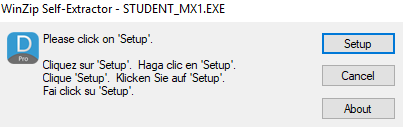 WinZip Self-Extractor - STUDENT_MX1.EXE
D
Pro
Please click on 'Setup'.
Cliquez sur 'Setup'.  Haga clic en 'Setup'.
Clique 'Setup'.  Klicken Sie auf 'Setup'.
Fai click su 'Setup'.
Setup
Cancel
About